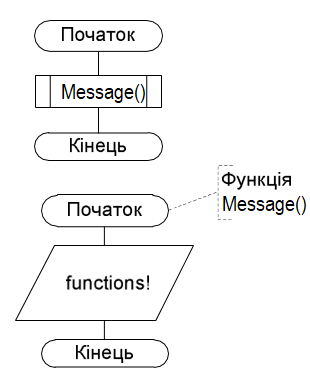 Початок
Message()
Кінець
Функція
Message()
Початок
functions!
Кінець